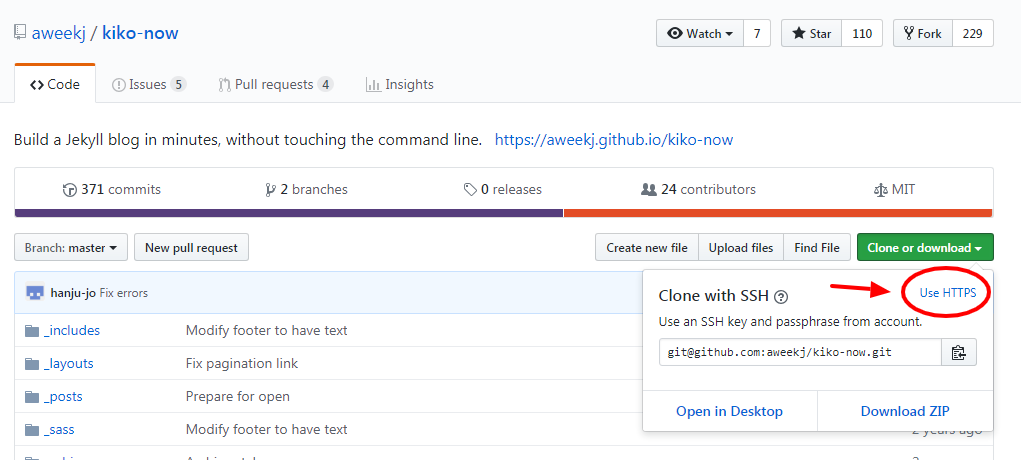 aweekj / kiko-now
Watch 7 Star 110 Fork 229
Code Issues 5 Pull requests 4 Insights
Build a Jekyll blog in minutes, without touching the command line. https://aweekj.github.io/kiko-now
371 commits 2 branches 0 releases 24 contributors MIT
Branch: master New pull request Create new file Upload files Find File Clone or download
hanju-jo Fix errors
Clone with SSH ? Use HTTPS
Use an SSH key and passphrase from account.
git@github.com:aweekj/kiko-now.git
Open in Desktop Download ZIP
_includes Modify footer to have text
_layouts Fix pagination link
_posts Prepare for open
_sass Modify footer to have text
2 years ago